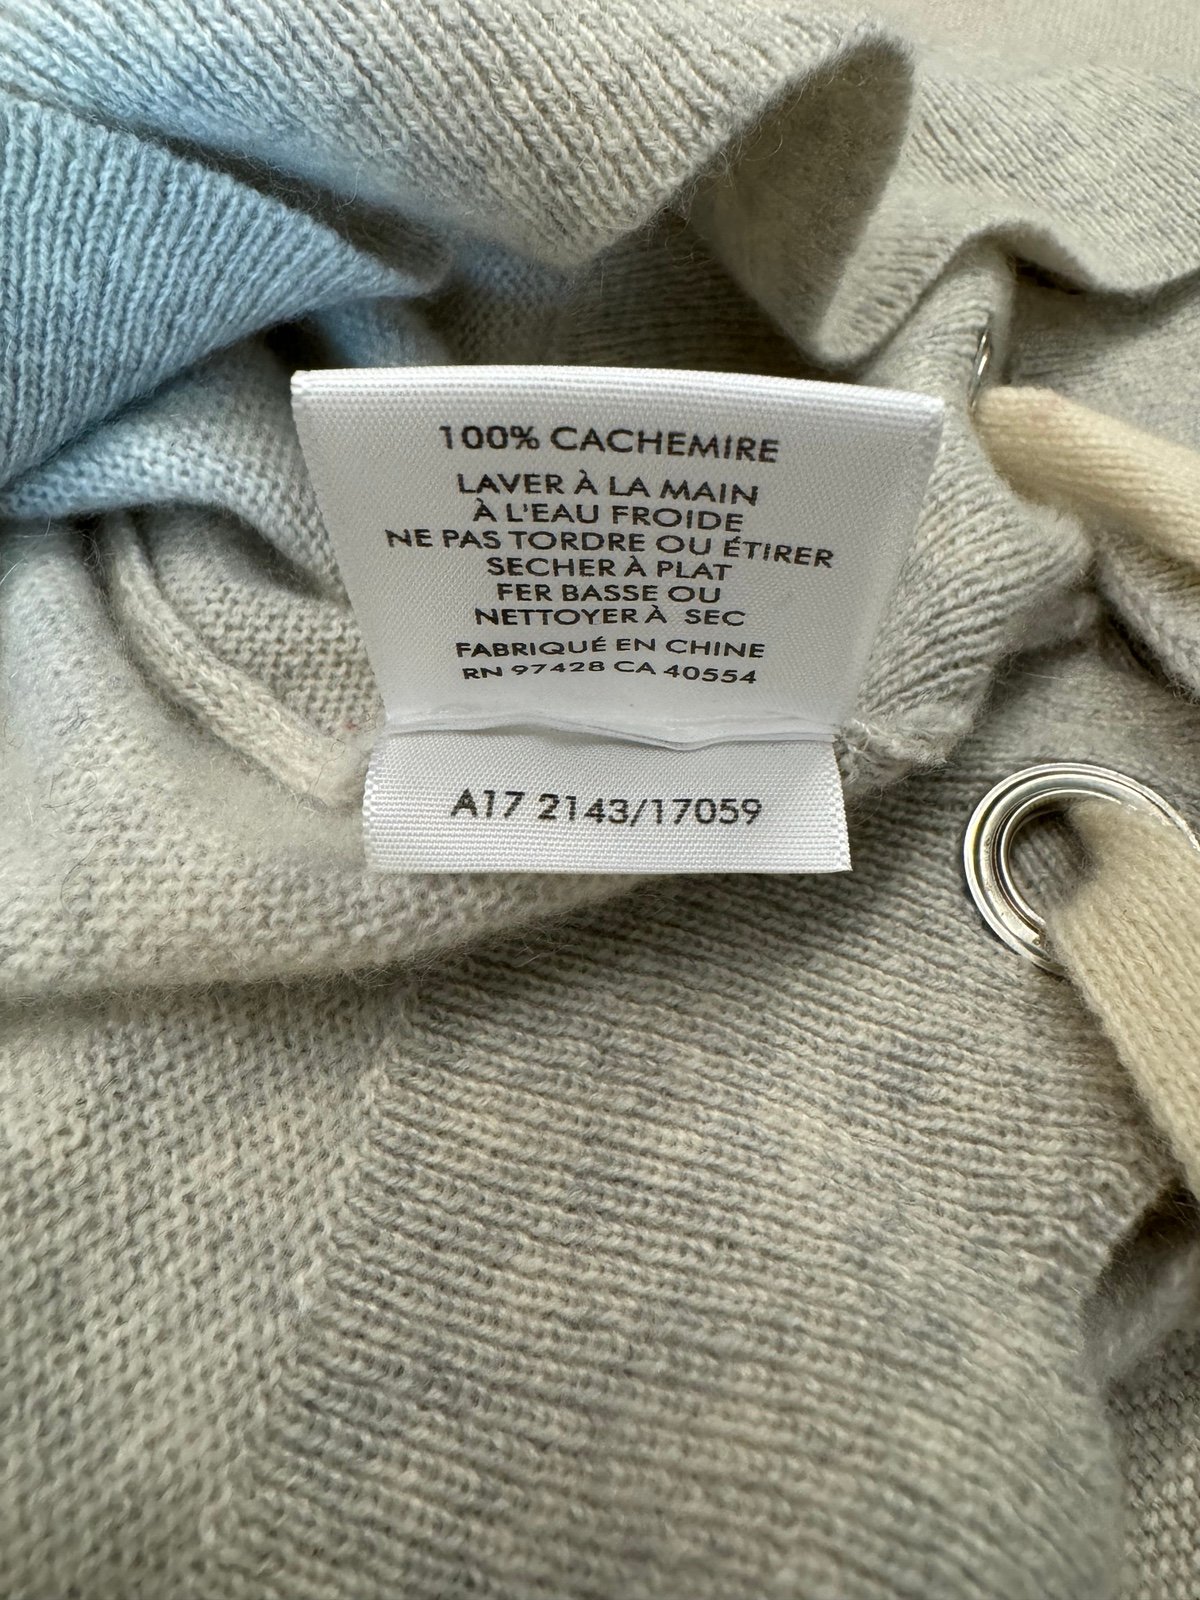 100% CACHEMIRE
LAVER À LA MAIN
À L'EAU FROIDE
NE PAS TORDRE OU ÉTIRER
SECHER À PLAT
FER BASSE OU
NETTOYER À SEC
FABRIQUÉ EN CHINE
RN 97428 CA 40554
A17 2143/17059